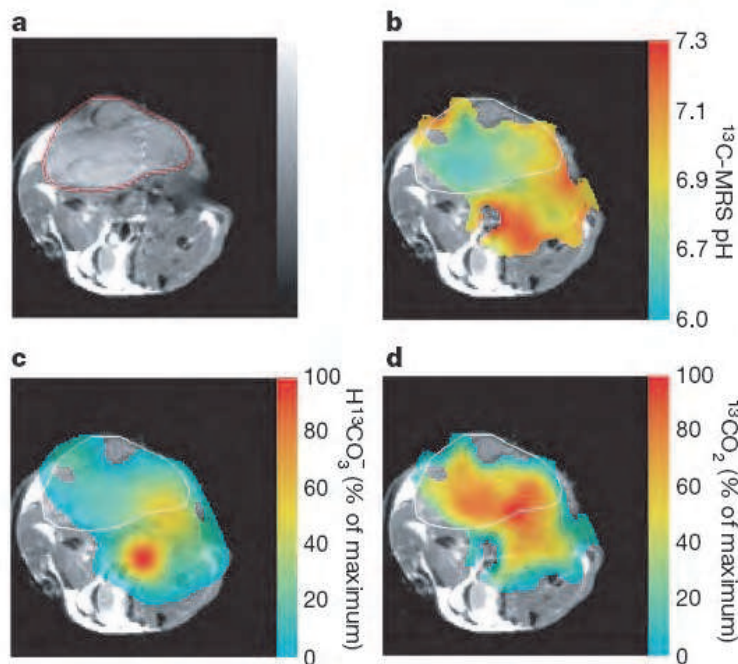 a
b
7.3
7.1
6.9
6.7
6.0
¹³C-MRS pH
c
100
80
60
40
20
0
H¹³CO₃⁻ (% of maximum)
d
100
80
60
40
20
0
¹³CO₂ (% of maximum)